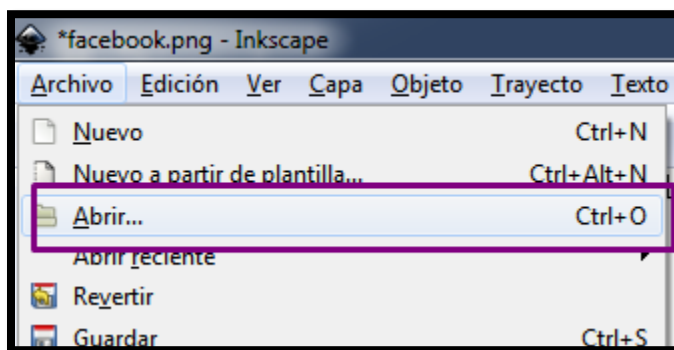 *facebook.png - Inkscape
Archivo Edición Ver Capa Objeto Trayecto Texto
Nuevo Ctrl+N
Nuevo a partir de plantilla... Ctrl+Alt+N
Abrir... Ctrl+O
Abrir reciente
Revertir
Guardar Ctrl+S